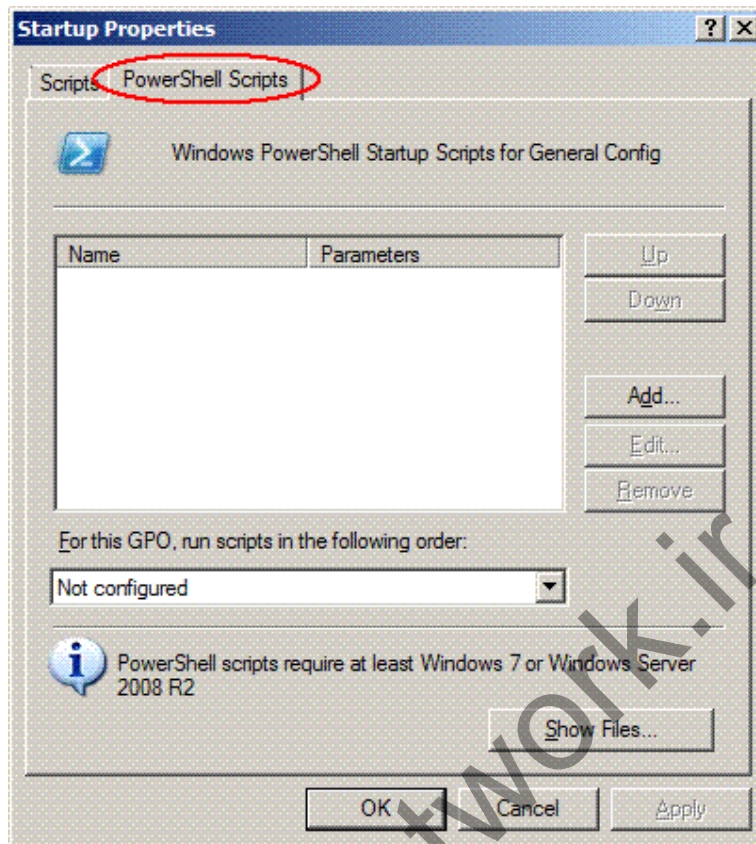 Startup Properties
Scripts
PowerShell Scripts
Windows PowerShell Startup Scripts for General Config
Name
Parameters
Up
Down
Add...
Edit...
Remove
For this GPO, run scripts in the following order:
Not configured
PowerShell scripts require at least Windows 7 or Windows Server
2008 R2
Show Files...
OK
Cancel
Apply
twork.ir